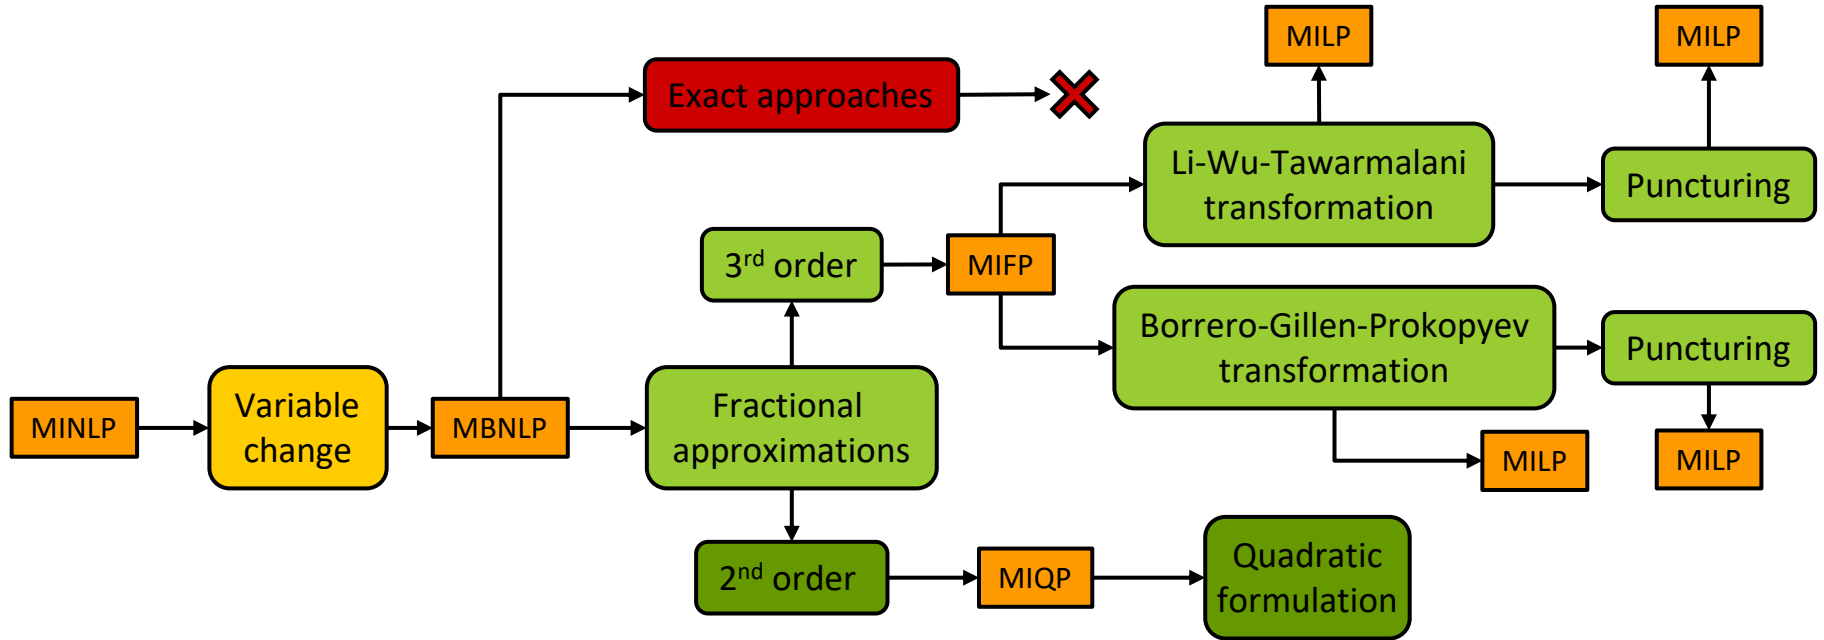 MILP
MILP
Exact approaches
Li-Wu-Tawarmalani
transformation
Puncturing
3rd order
MIFP
Borrero-Gillen-Prokopyev
transformation
Puncturing
MINLP
Variable
change
MBNLP
Fractional
approximations
MILP
MILP
2nd order
MIQP
Quadratic
formulation